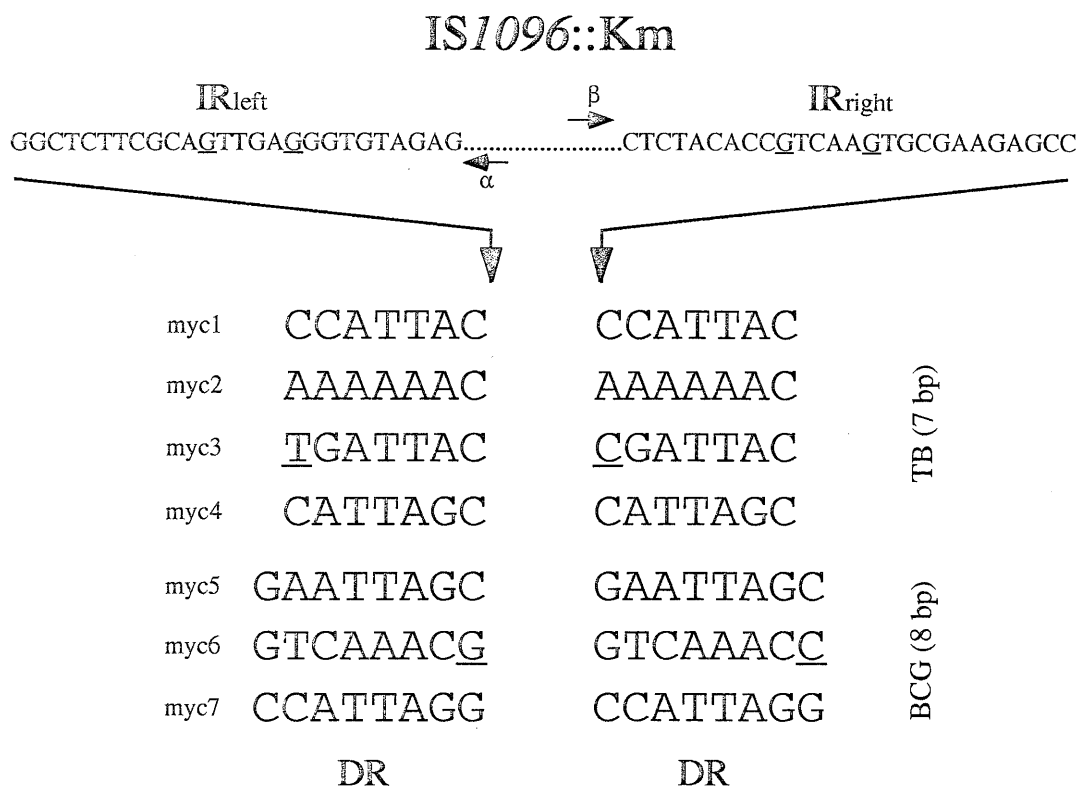 IS1096::Km
IRleft β IRright
GGCTCTTCGCAGTTGAGGGTGTAGAG........................CTCTACACCGTCAAGTGCGAAGAGCC
α
myc1 CCATTAC CCATTAC
myc2 AAAAAAC AAAAAAC
myc3 TGATTAC CGATTAC
myc4 CATTAGC CATTAGC
TB (7 bp)
myc5 GAATTAGC GAATTAGC
myc6 GTCAAACG GTCAAACC
myc7 CCATTAGG CCATTAGG
BCG (8 bp)
DR DR